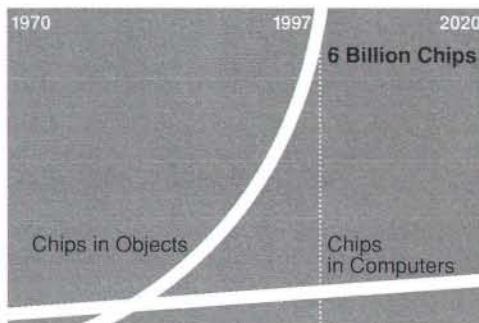 1970 1997 2020
6 Billion Chips
Chips in Objects
Chips
in Computers